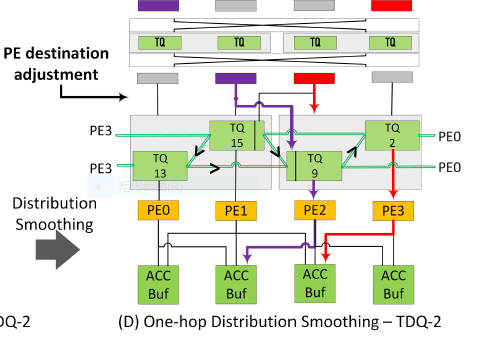 TQ TQ TQ TQ
PE destination
adjustment
PE3
TQ
15
TQ
2
PE0
PE3
TQ
13
TQ
9
PE0
Distribution
Smoothing
PE0 PE1 PE2 PE3
ACC
Buf
ACC
Buf
ACC
Buf
ACC
Buf
DQ-2
(D) One-hop Distribution Smoothing – TDQ-2